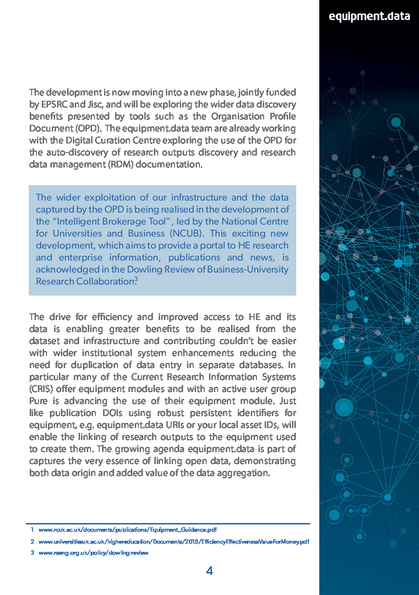 equipment.data
The development is now moving into a new phase, jointly funded
by EPSRC and Jisc, and will be exploring the wider data discovery
benefits presented by tools such as the Organisation Profile
Document (OPD). The equipment.data team are already working
with the Digital Curation Centre exploring the use of the OPD for
the auto-discovery of research outputs discovery and research
data management (RDM) documentation.
The wider exploitation of our infrastructure and the data
captured by the OPD is being realised in the development of
the "Intelligent Brokerage Tool", led by the National Centre
for Universities and Business (NCUB). This exciting new
development, which aims to provide a portal to HE research
and enterprise information, publications and news, is
acknowledged in the Dowling Review of Business-University
Research Collaboration3
The drive for efficiency and improved access to HE and its
data is enabling greater benefits to be realised from the
dataset and infrastructure and contributing couldn't be easier
with wider institutional system enhancements reducing the
need for duplication of data entry in separate databases. In
particular many of the Current Research Information Systems
(CRIS) offer equipment modules and with an active user group
Pure is advancing the use of their equipment module. Just
like publication DOIs using robust persistent identifiers for
equipment, e.g. equipment.data URIs or your local asset IDs, will
enable the linking of research outputs to the equipment used
to create them. The growing agenda equipment.data is part of
captures the very essence of linking open data, demonstrating
both data origin and added value of the data aggregation.
1 www.rcuk.ac.uk/documents/publications/Equipment_Guidance.pdf
2 www.universitiesuk.ac.uk/highereducation/Documents/2015/EfficiencyEffectivenessValueForMoney.pdf
3 www.raeng.org.uk/policy/dowling-review
4